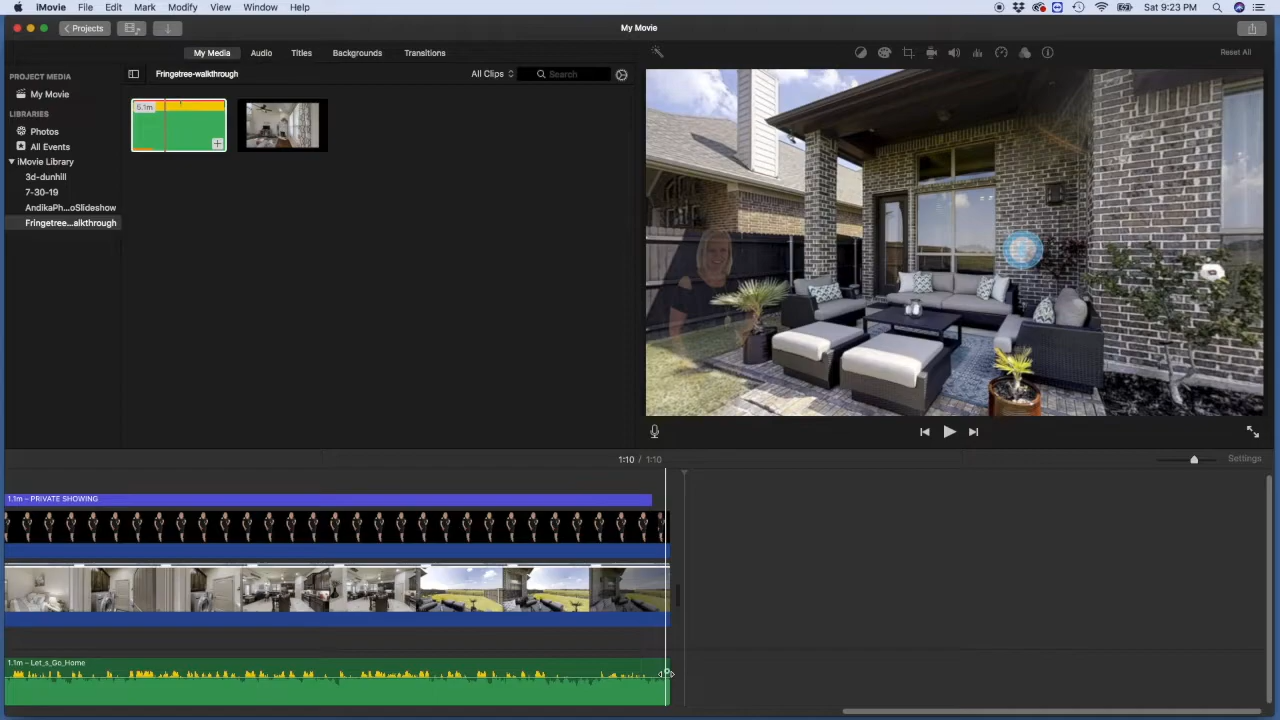 iMovie File Edit Mark Modify View Window Help
Sat 9:23 PM
Projects
My Movie
My Media Audio Titles Backgrounds Transitions
Reset All
PROJECT MEDIA
My Movie
LIBRARIES
Photos
All Events
iMovie Library
3d-dunhill
7-30-19
AndikaPh...oSlideshow
Fringetree...alkthrough
Fringetree-walkthrough
All Clips
Search
5.1m
1:10 / 1:10
Settings
1.1m – PRIVATE SHOWING
1.1m – Let_s_Go_Home